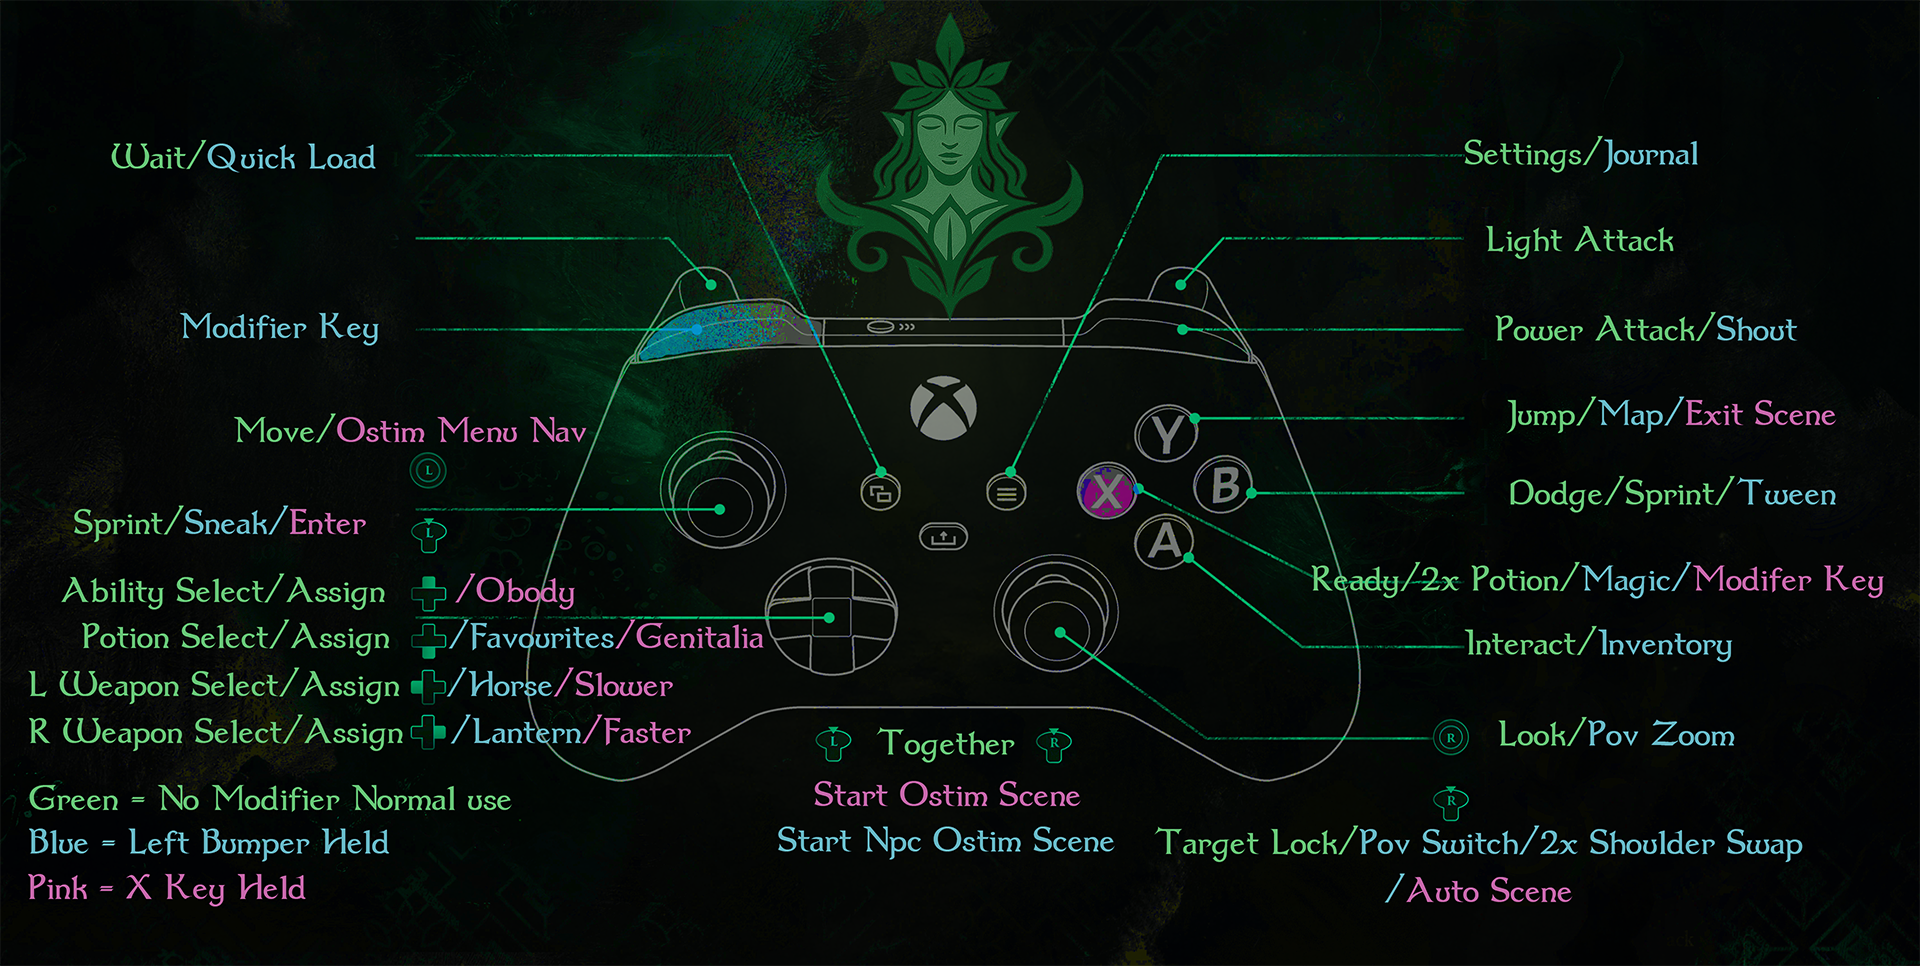 Wait/Quick Load
Settings/Journal
Light Attack
Modifier Key
Power Attack/Shout
Move/Ostim Menu Nav
L
Jump/Map/Exit Scene
Y
X
B
A
Dodge/Sprint/Tween
Sprint/Sneak/Enter
L
Ready/2x Potion/Magic/Modifer Key
Ability Select/Assign /Obody
Potion Select/Assign /Favourites/Genitalia
Interact/Inventory
L Weapon Select/Assign /Horse/Slower
R Weapon Select/Assign /Lantern/Faster
L Together R
R Look/Pov Zoom
Start Ostim Scene
Start Npc Ostim Scene
R
Target Lock/Pov Switch/2x Shoulder Swap
/Auto Scene
Green = No Modifier Normal use
Blue = Left Bumper Held
Pink = X Key Held